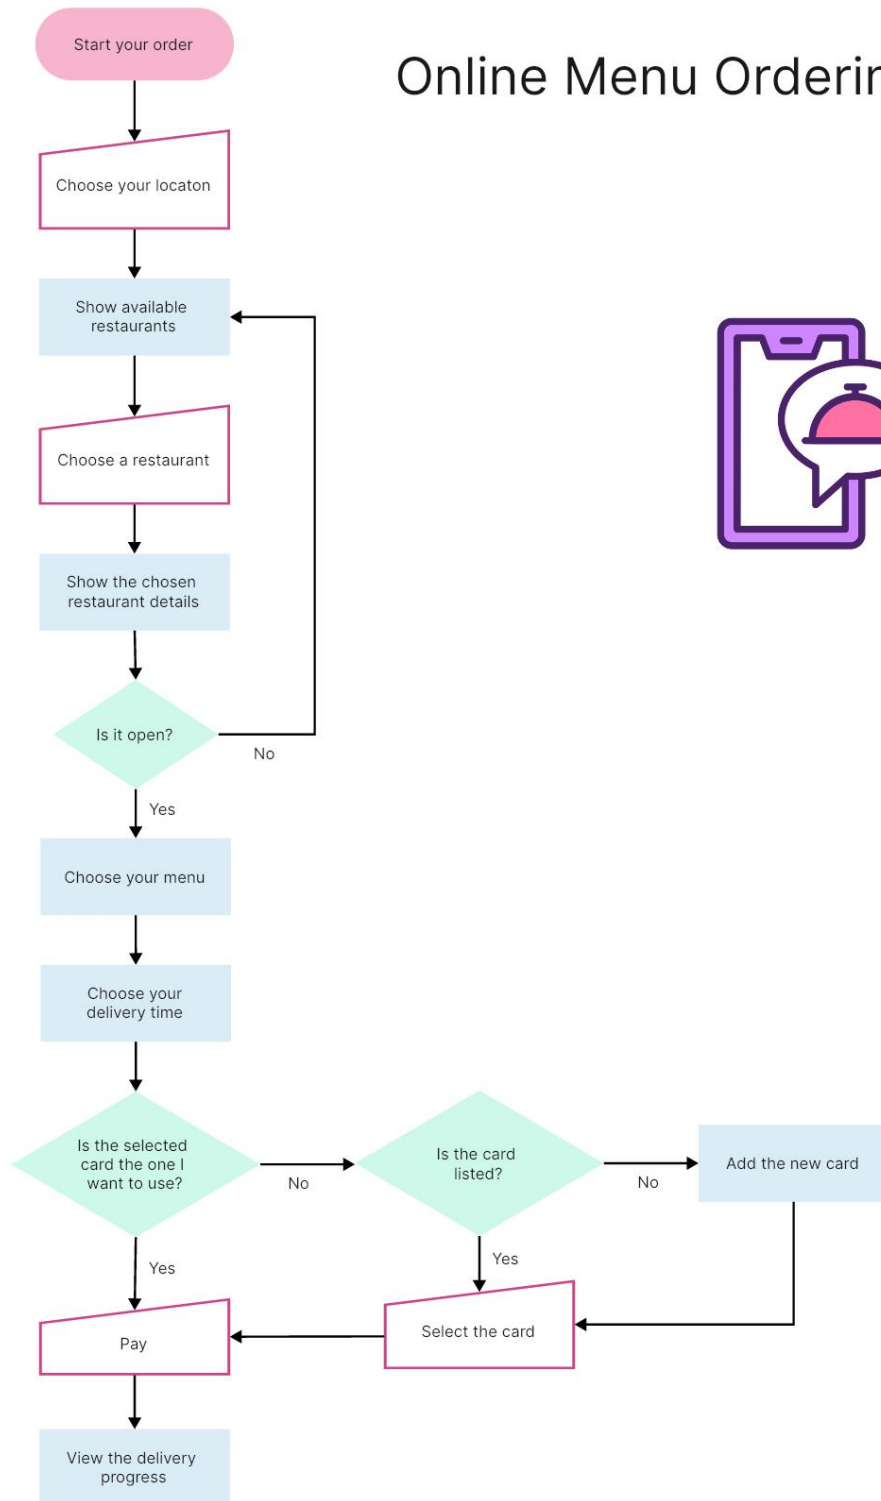 Start your order
Online Menu Orderin
Choose your locaton
Show available
restaurants
Choose a restaurant
Show the chosen
restaurant details
Is it open?
No
Yes
Choose your menu
Choose your
delivery time
Is the selected
card the one I
want to use?
No
Is the card
listed?
No
Add the new card
Yes
Yes
Pay
Select the card
View the delivery
progress